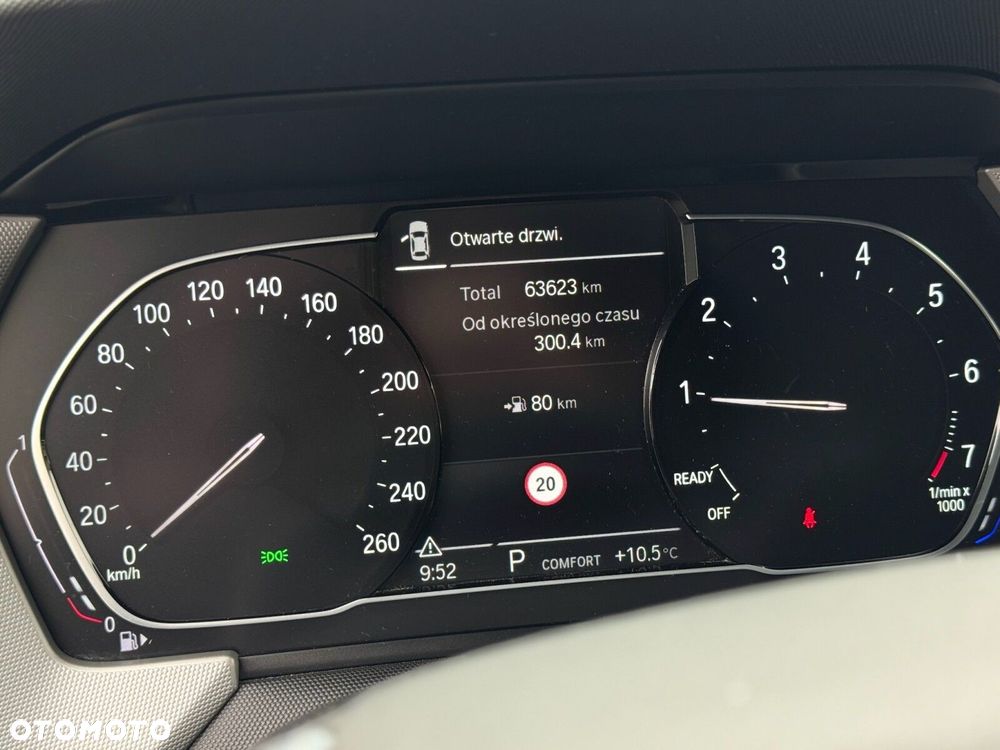 Otwarte drzwi.
Total 63623 km
Od określonego czasu
300.4 km
80 km
20
9:52 P COMFORT +10.5°C
0
20
40
60
80
100
120
140
160
180
200
220
240
260
km/h
1
2
3
4
5
6
7
1/min x
1000
READY
OFF
1
0
OTOMOTO